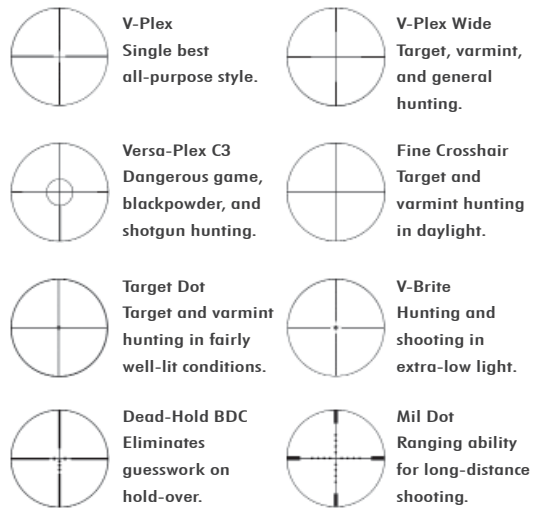 V-Plex
Single best
all-purpose style.
V-Plex Wide
Target, varmint,
and general
hunting.
Versa-Plex C3
Dangerous game,
blackpowder, and
shotgun hunting.
Fine Crosshair
Target and
varmint hunting
in daylight.
Target Dot
Target and varmint
hunting in fairly
well-lit conditions.
V-Brite
Hunting and
shooting in
extra-low light.
Dead-Hold BDC
Eliminates
guesswork on
hold-over.
Mil Dot
Ranging ability
for long-distance
shooting.